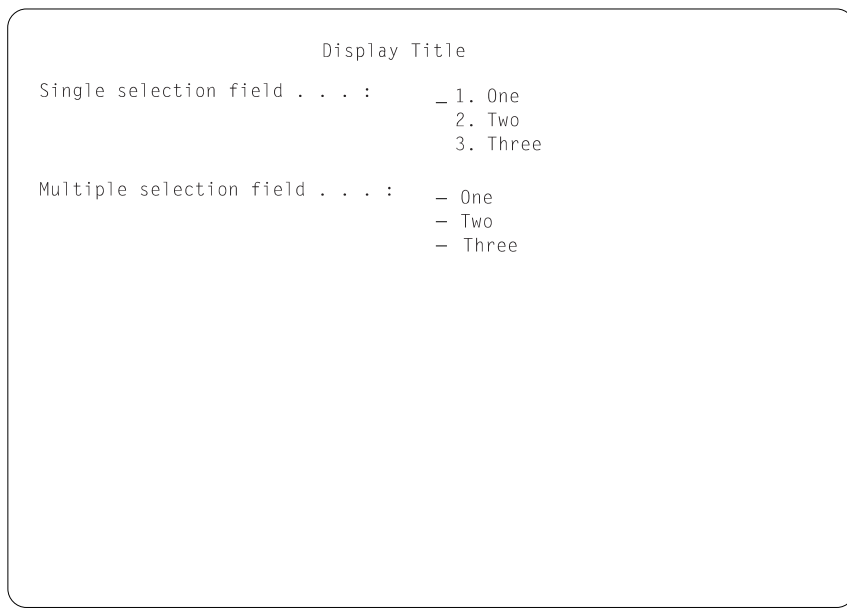 Display Title
Single selection field . . . :   _ 1. One
2. Two
3. Three
Multiple selection field . . . :   _ One
_ Two
_ Three